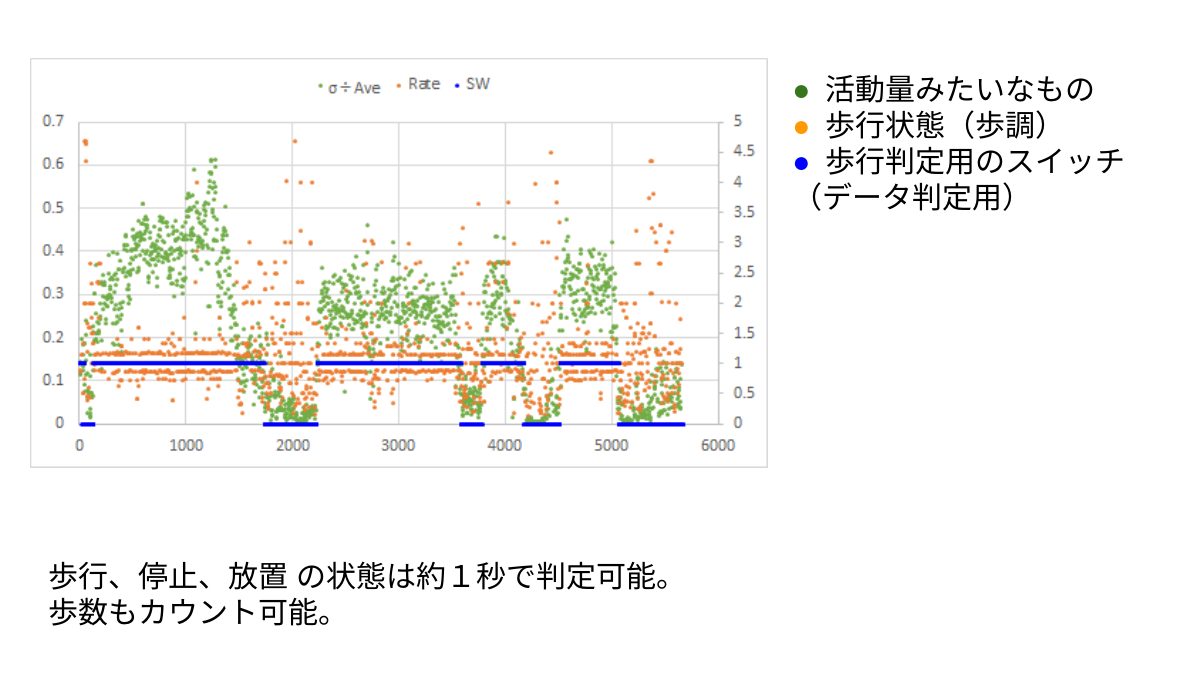 σ÷Ave Rate SW
0.7 5
4.5
0.6 4
0.5 3.5
0.4 3
2.5
0.3 2
0.2 1.5
1
0.1 0.5
0 0
0 1000 2000 3000 4000 5000 6000
● 活動量みたいなもの
● 歩行状態（歩調）
● 歩行判定用のスイッチ
（データ判定用）
歩行、停止、放置 の状態は約１秒で判定可能。
歩数もカウント可能。